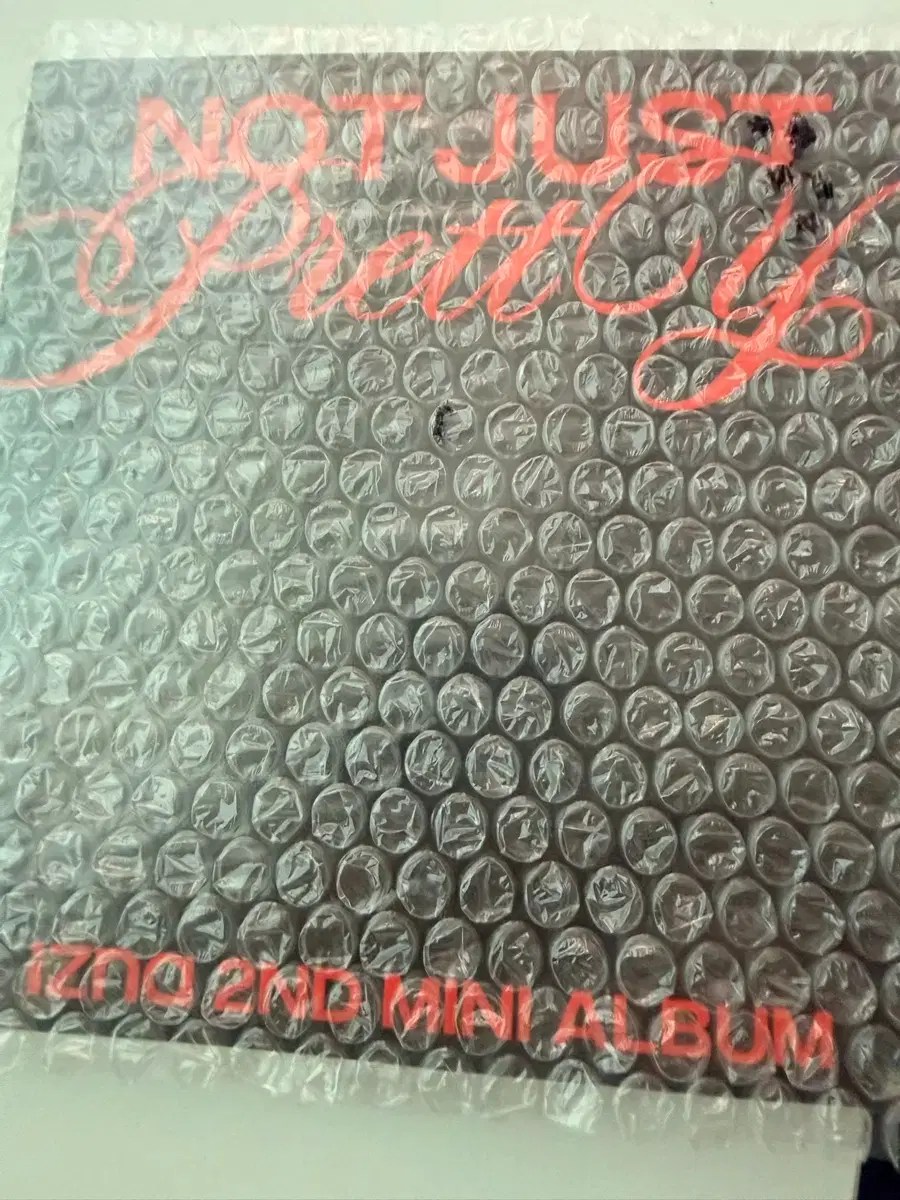 NOT JUST
Pretty
izna 2ND MINI ALBUM